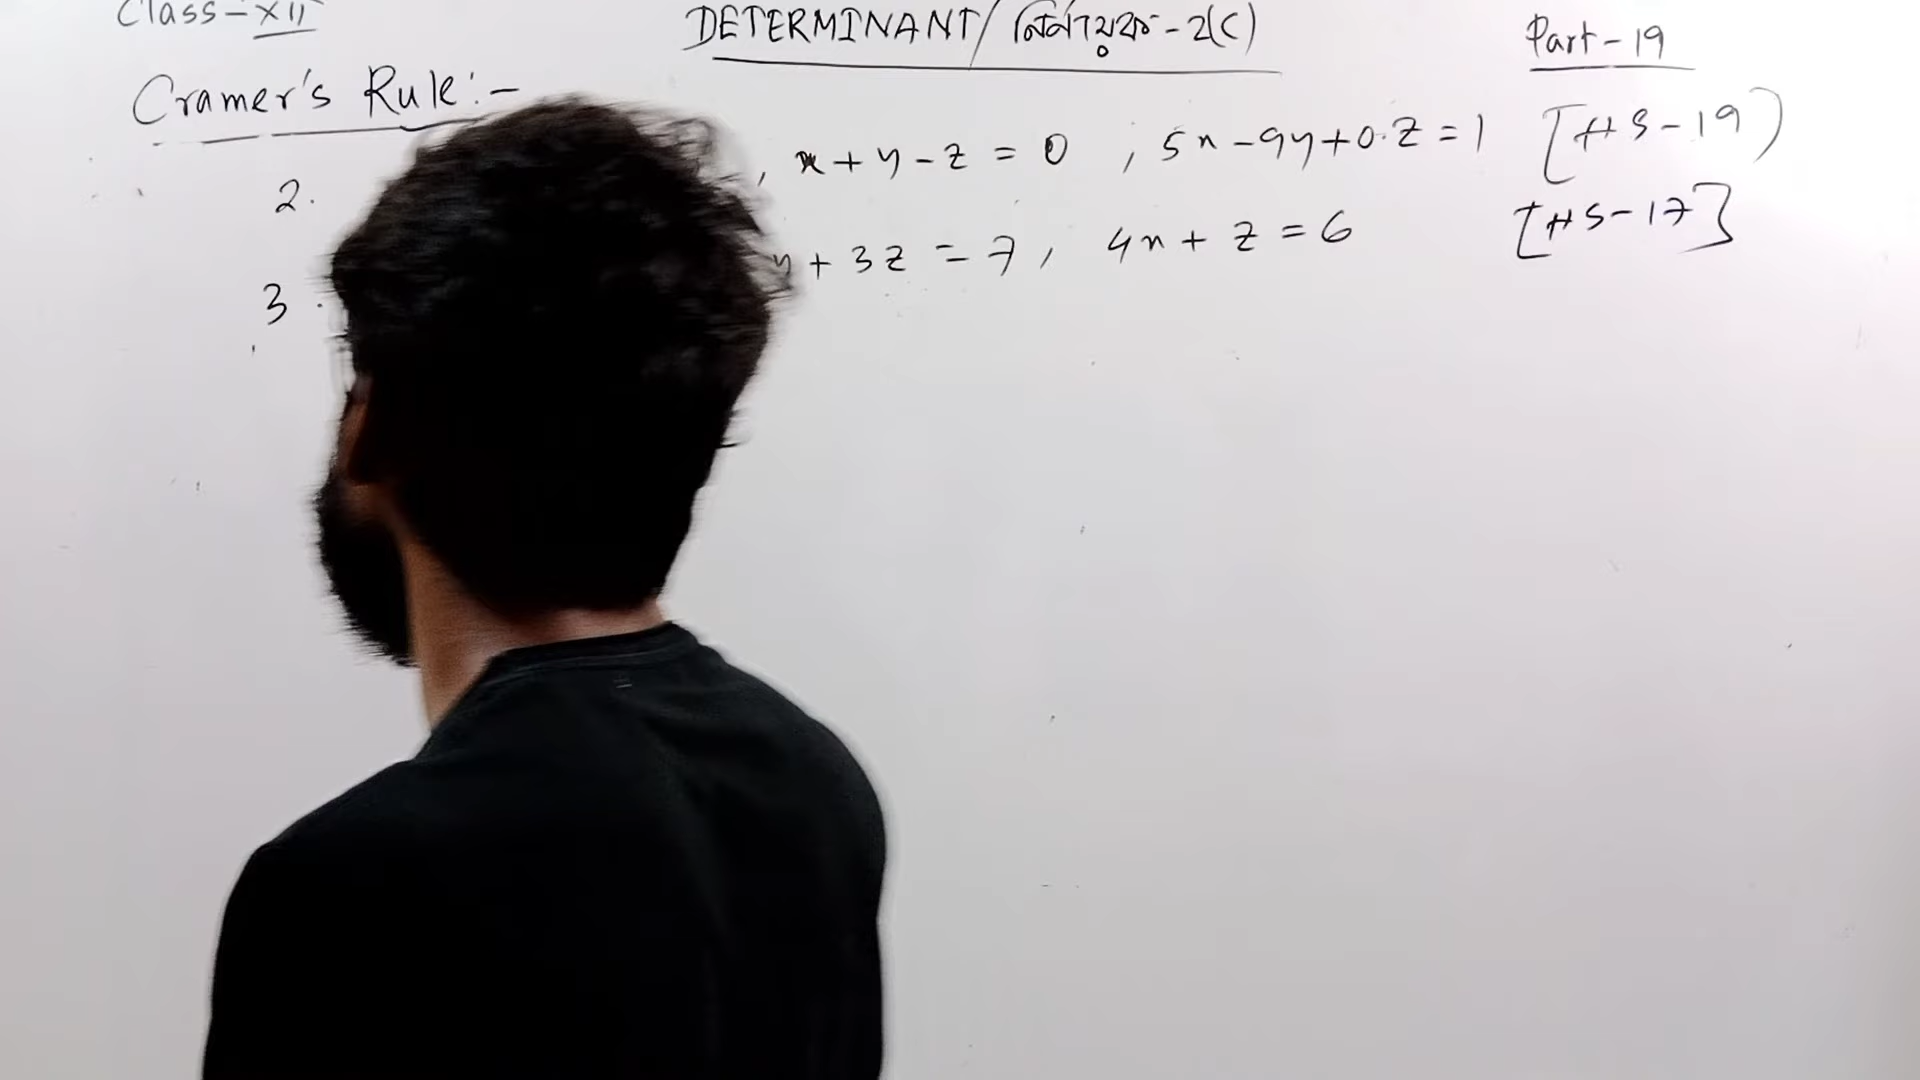 Class-XII
DETERMINANT/ নির্ণায়ক - 2(C)
Part-19
Cramer's Rule:-
2. , x+y-z = 0 , 5x-9y+0.z=1 [HS-19)
3. y+3z = 7, 4x+z=6 [HS-17]